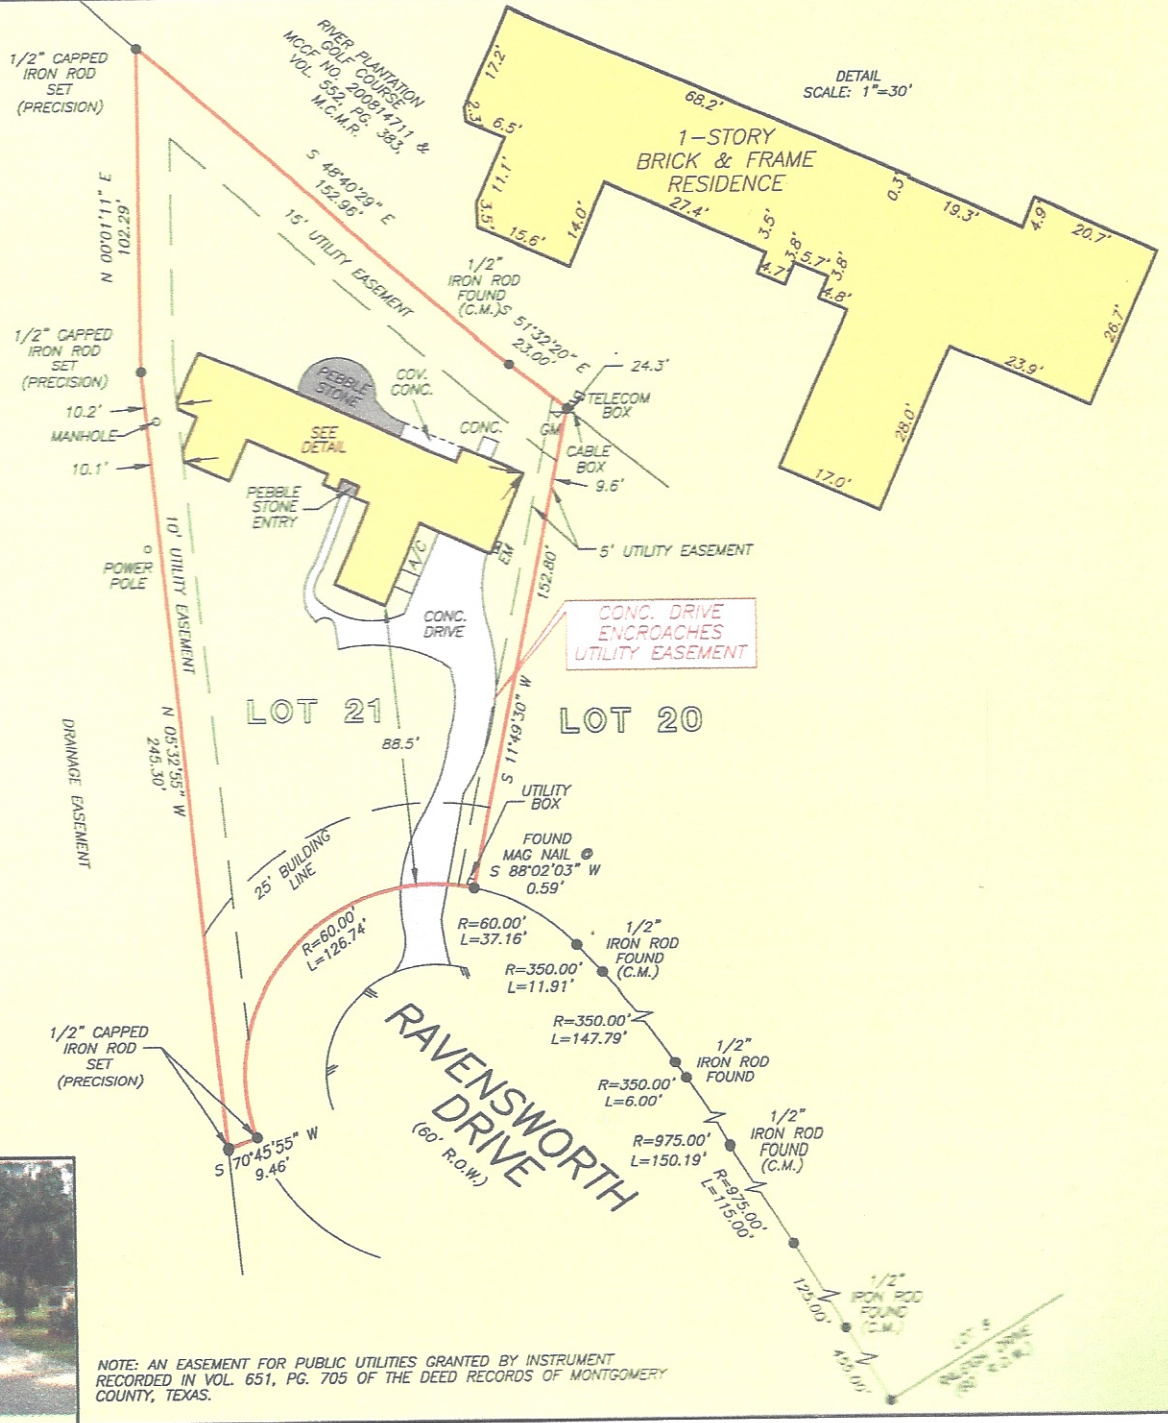 1/2" CAPPED
IRON ROD
SET
(PRECISION)
RIVER PLANTATION
GOLF COURSE
MCCF NO. 200814711 &
VOL. 552, PG. 383,
M.C.M.R.
DETAIL
SCALE: 1"=30'
17.2'
68.2'
2.3'
6.5'
1-STORY
BRICK & FRAME
RESIDENCE
11.1'
3.5'
15.6'
14.0'
27.4'
3.5'
4.7'
3.8'
5.7'
3.8'
4.8'
0.3'
19.3'
4.9'
20.7'
26.7'
23.9'
28.0'
17.0'
N 00°01'11" E
102.29'
S 48°40'29" E
152.96'
15' UTILITY EASEMENT
1/2"
IRON ROD
FOUND
(C.M.)
S 51°32'20" E
23.00'
24.3'
TELECOM
BOX
1/2" CAPPED
IRON ROD
SET
(PRECISION)
10.2'
MANHOLE
10.1'
PEBBLE
STONE
COV.
CONC.
CONC.
GM
CABLE
BOX
9.6'
SEE
DETAIL
PEBBLE
STONE
ENTRY
EM
5' UTILITY EASEMENT
POWER
POLE
10' UTILITY EASEMENT
A/C
152.80'
CONC.
DRIVE
CONC. DRIVE
ENCROACHES
UTILITY EASEMENT
LOT 21
LOT 20
88.5'
S 11°49'30" W
DRAINAGE EASEMENT
N 05°32'55" W
245.30'
UTILITY
BOX
25' BUILDING
LINE
FOUND
MAG NAIL @
S 88°02'03" W
0.59'
R=60.00'
L=126.74'
R=60.00'
L=37.16'
1/2"
IRON ROD
FOUND
(C.M.)
R=350.00'
L=11.91'
R=350.00'
L=147.79'
1/2"
IRON ROD
FOUND
R=350.00'
L=6.00'
1/2" CAPPED
IRON ROD
SET
(PRECISION)
RAVENSWORTH
DRIVE
(60' R.O.W.)
R=975.00'
L=150.19'
1/2"
IRON ROD
FOUND
(C.M.)
S 70°45'55" W
9.46'
R=975.00'
L=115.00'
125.00'
1/2"
IRON ROD
FOUND
(C.M.)
LOT
NOTE: AN EASEMENT FOR PUBLIC UTILITIES GRANTED BY INSTRUMENT
RECORDED IN VOL. 651, PG. 705 OF THE DEED RECORDS OF MONTGOMERY
COUNTY, TEXAS.